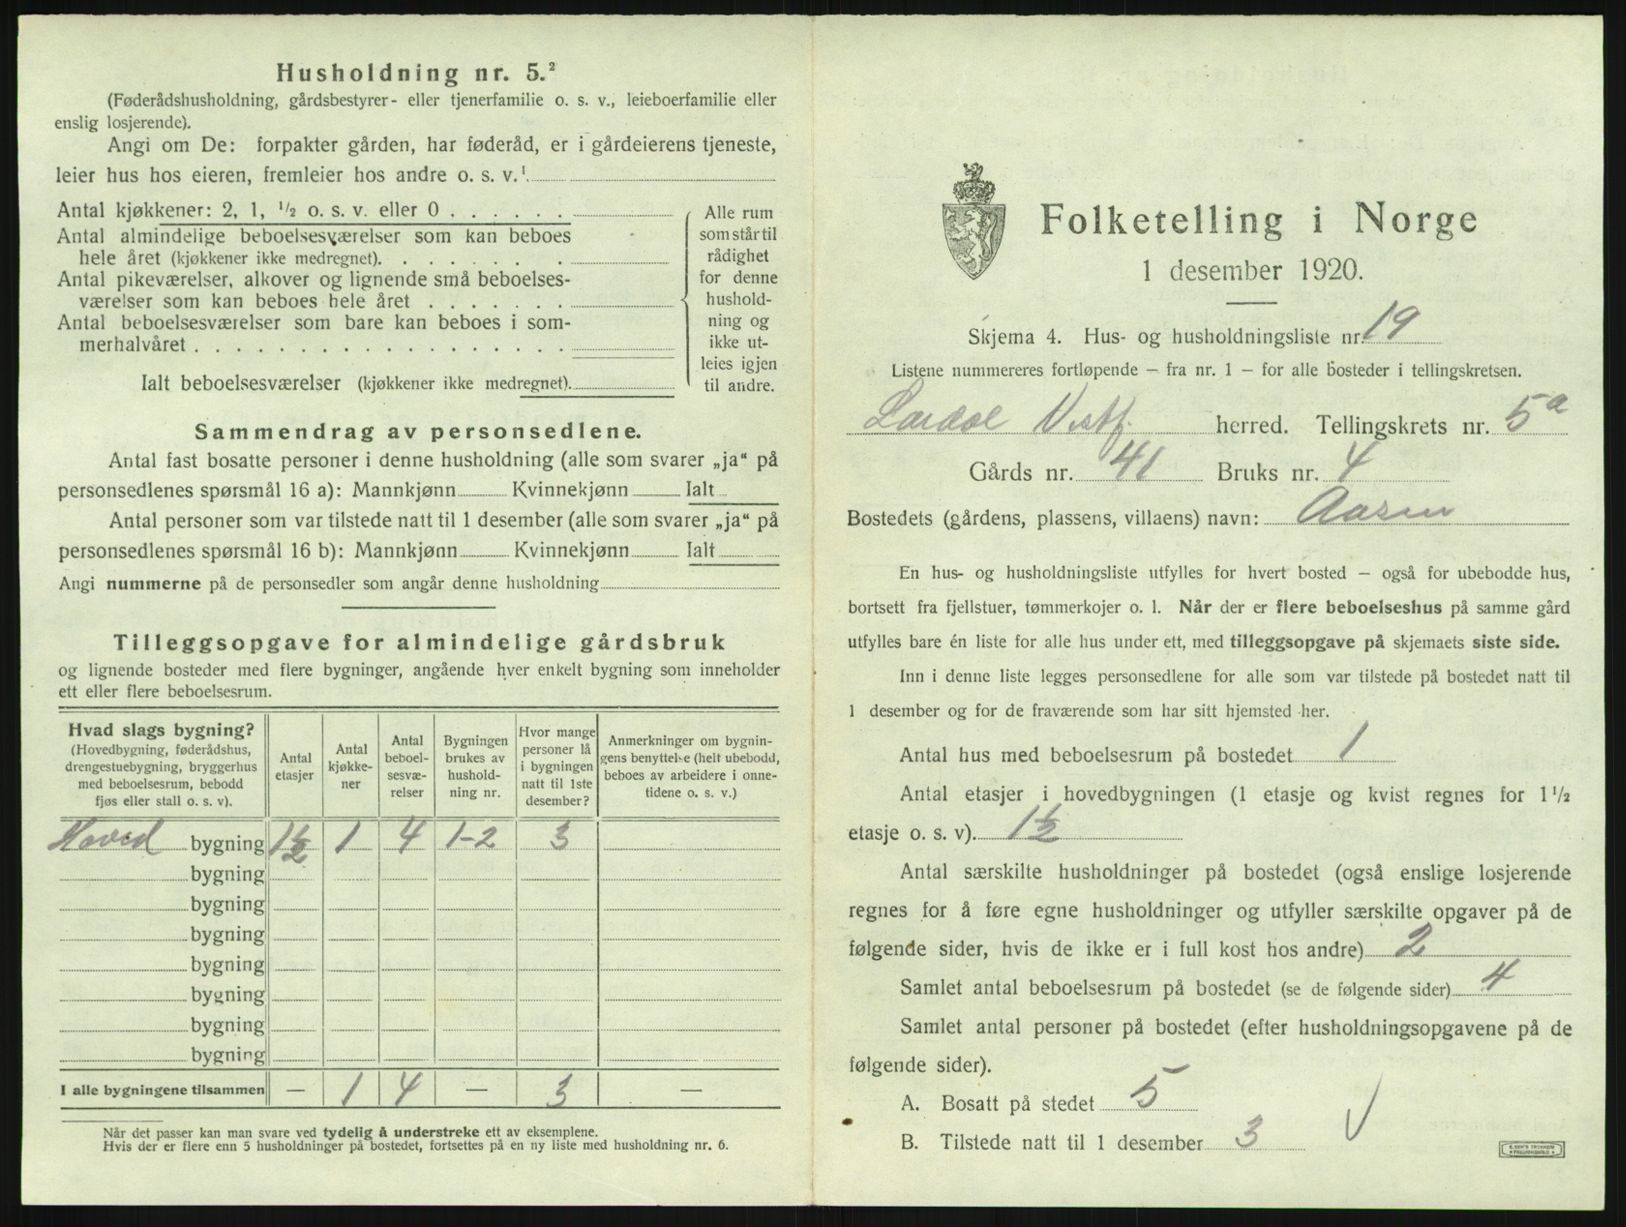 Husholdning nr. 5.²
(Føderådshusholdning, gårdsbestyrer- eller tjenerfamilie o. s. v., leieboerfamilie eller
enslig losjerende).
Angi om De: forpakter gården, har føderåd, er i gårdeierens tjeneste,
leier hus hos eieren, fremleier hos andre o. s. v.¹
Antal kjøkkener: 2, 1, ¹/₂ o. s. v. eller 0 . . . . . .
Antal almindelige beboelsesværelser som kan beboes
hele året (kjøkkener ikke medregnet). . . . . . . .
Antal pikeværelser, alkover og lignende små beboelses-
værelser som kan beboes hele året . . . . . . .
Antal beboelsesværelser som bare kan beboes i som-
merhalvåret . . . . . . . . . . . . . . . . . .
Ialt beboelsesværelser (kjøkkener ikke medregnet).
Alle rum
som står til
rådighet
for denne
hushold-
ning og
ikke ut-
leies igjen
til andre.
Sammendrag av personsedlene.
Antal fast bosatte personer i denne husholdning (alle som svarer „ja“ på
personsedlenes spørsmål 16 a): Mannkjønn Kvinnekjønn Ialt
Antal personer som var tilstede natt til 1 desember (alle som svarer „ja“ på
personsedlenes spørsmål 16 b): Mannkjønn Kvinnekjønn Ialt
Angi nummerne på de personsedler som angår denne husholdning
Tilleggsopgave for almindelige gårdsbruk
og lignende bosteder med flere bygninger, angående hver enkelt bygning som inneholder
ett eller flere beboelsesrum.
Hvad slags bygning?
(Hovedbygning, føderådshus,
drengestuebygning, bryggerhus
med beboelsesrum, bebodd
fjøs eller stall o. s. v).
Antal
etasjer
Antal
kjøkke-
ner
Antal
beboel-
sesvæ-
relser
Bygningen
brukes av
hushold-
ning nr.
Hvor mange
personer lå
i bygningen
natt til 1ste
desember?
Anmerkninger om bygnin-
gens benyttelse (helt ubebodd,
beboes av arbeidere i onne-
tidene o. s. v.)
Hoved bygning 1½ 1 4 1-2 3
bygning
bygning
bygning
bygning
bygning
bygning
bygning
I alle bygningene tilsammen — 1 4 — 3 —
Når det passer kan man svare ved tydelig å understreke ett av eksemplene.
Hvis der er flere enn 5 husholdninger på bostedet, fortsettes på en ny liste med husholdning nr. 6.
Folketelling i Norge
1 desember 1920.
Skjema 4. Hus- og husholdningsliste nr. 19
Listene nummereres fortløpende — fra nr. 1 — for alle bosteder i tellingskretsen.
Lardal Vestf. herred. Tellingskrets nr. 5a
Gårds nr. 41 Bruks nr. 4
Bostedets (gårdens, plassens, villaens) navn: Aasen
En hus- og husholdningsliste utfylles for hvert bosted — også for ubebodde hus,
bortsett fra fjellstuer, tømmerkojer o. l. Når der er flere beboelseshus på samme gård
utfylles bare én liste for alle hus under ett, med tilleggsopgave på skjemaets siste side.
Inn i denne liste legges personsedlene for alle som var tilstede på bostedet natt til
1 desember og for de fraværende som har sitt hjemsted her.
Antal hus med beboelsesrum på bostedet 1
Antal etasjer i hovedbygningen (1 etasje og kvist regnes for 1 ¹/₂
etasje o. s. v). 1½
Antal særskilte husholdninger på bostedet (også enslige losjerende
regnes for å føre egne husholdninger og utfyller særskilte opgaver på de
følgende sider, hvis de ikke er i full kost hos andre) 2
Samlet antal beboelsesrum på bostedet (se de følgende sider) 4
Samlet antal personer på bostedet (efter husholdningsopgavene på de
følgende sider).
A. Bosatt på stedet 5
B. Tilstede natt til 1 desember 3